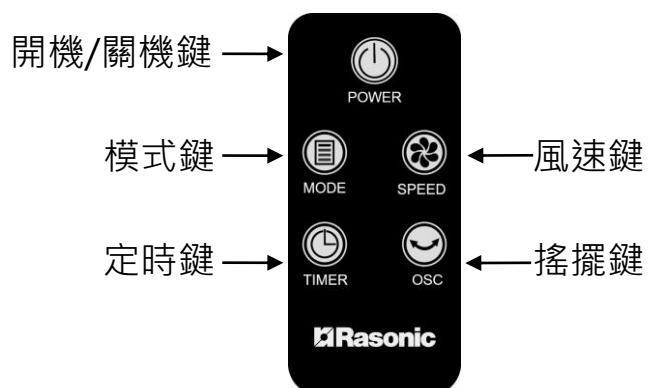 開機/關機鍵
POWER
模式鍵
MODE
SPEED
風速鍵
定時鍵
TIMER
OSC
搖擺鍵
Rasonic